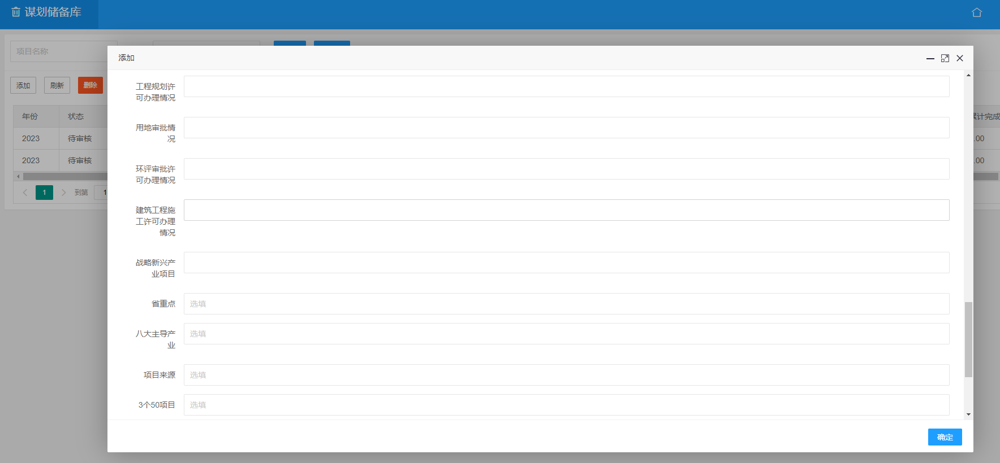 谋划储备库
项目名称
添加
添加 刷新 删除
年份 状态 累计完成
2023 待审核 .00
2023 待审核 .00
1 到第 1
工程规划许
可办理情况
用地审批情
况
环评审批许
可办理情况
建筑工程施
工许可办理
情况
战略新兴产
业项目
省重点 选填
八大主导产
业 选填
项目来源 选填
3个50项目 选填
确定